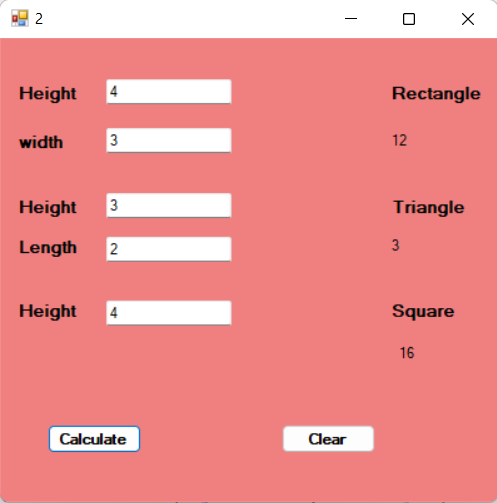 2
Height 4 Rectangle
width 3 12
Height 3 Triangle
Length 2 3
Height 4 Square
16
Calculate Clear